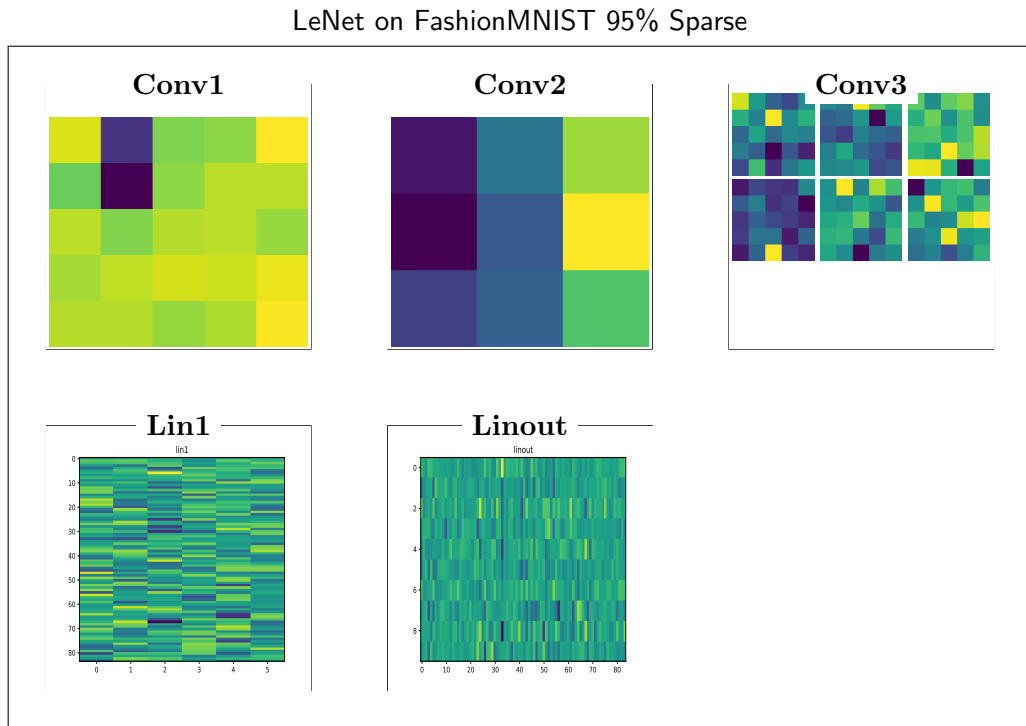 LeNet on FashionMNIST 95% Sparse
Conv1
Conv2
Conv3
Lin1
lin1
0
10
20
30
40
50
60
70
80
0 1 2 3 4 5
Linout
linout
0
2
4
6
8
0 10 20 30 40 50 60 70 80